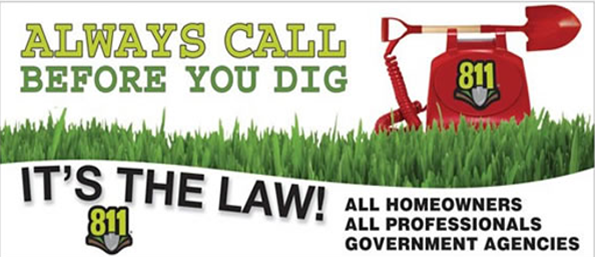 ALWAYS CALL
BEFORE YOU DIG
811
IT'S THE LAW!
811
ALL HOMEOWNERS
ALL PROFESSIONALS
GOVERNMENT AGENCIES